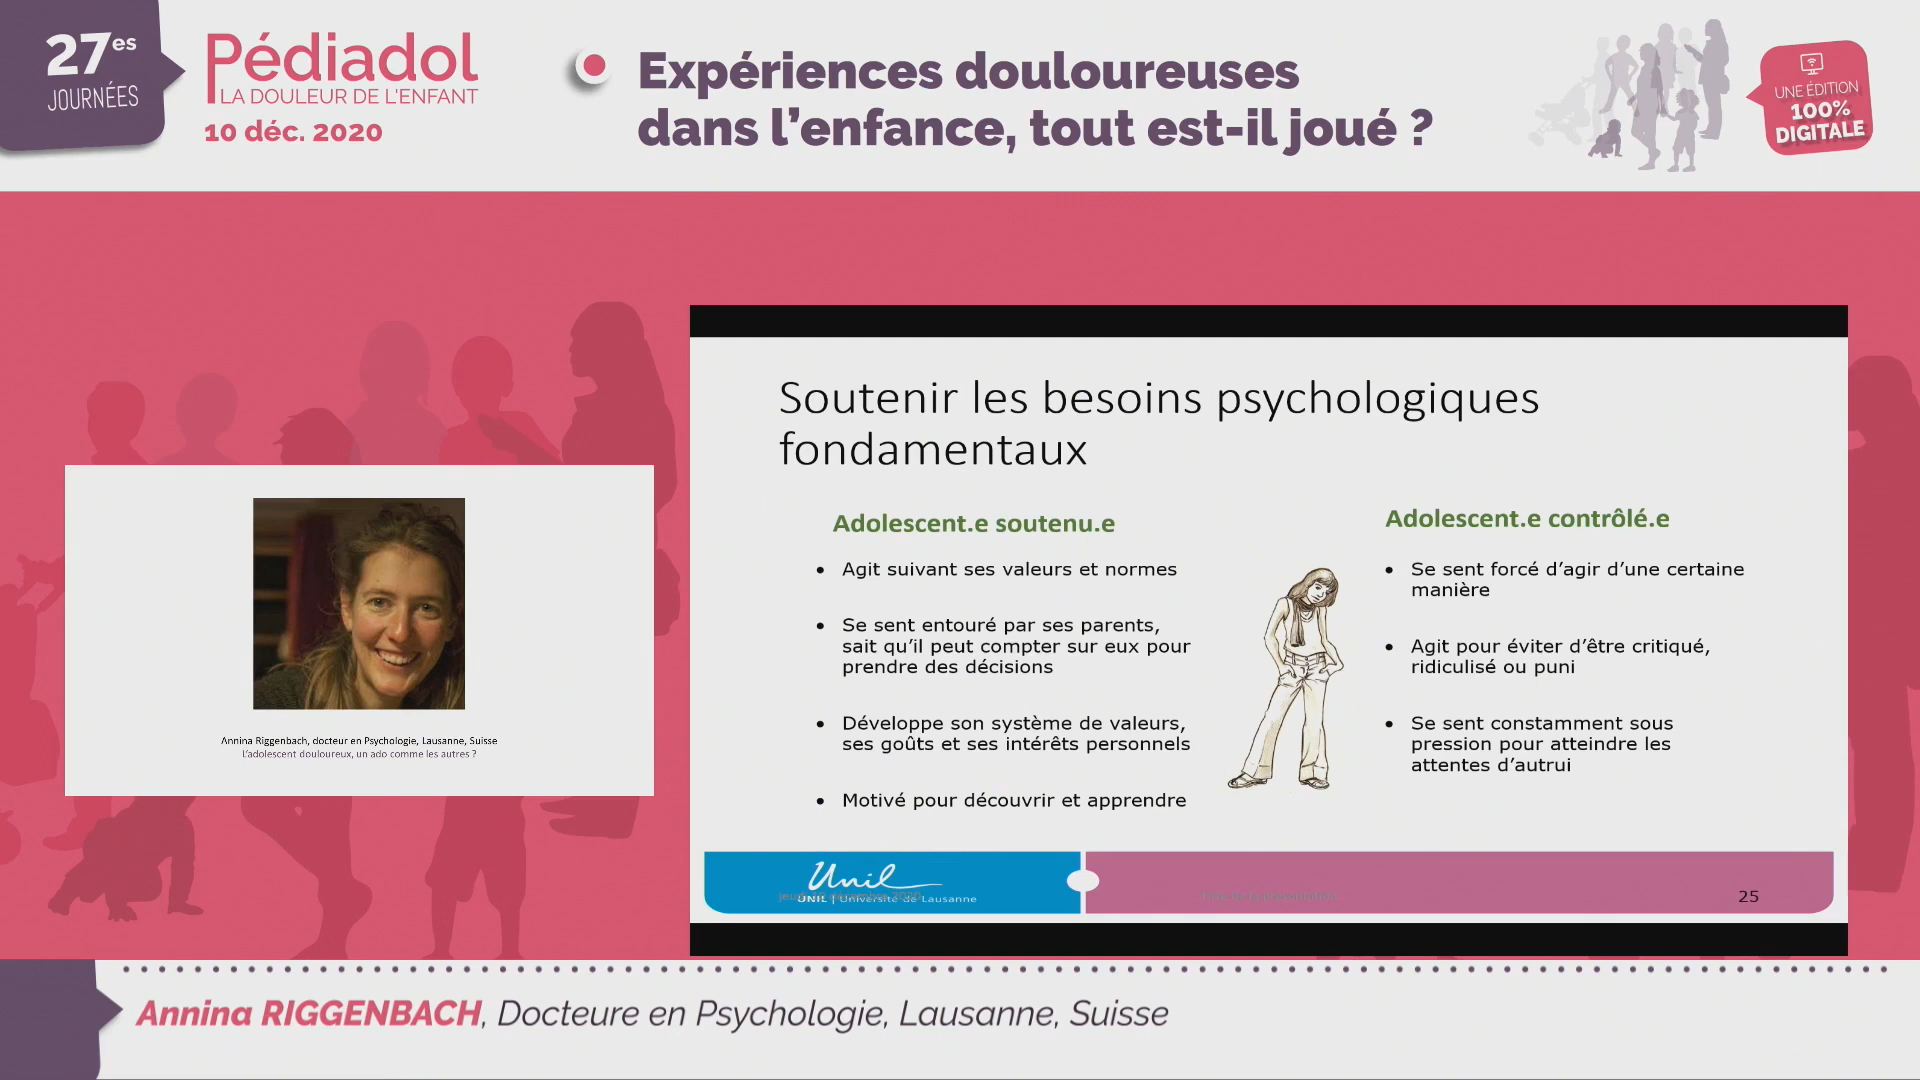 27es
JOURNÉES
Pédiadol
LA DOULEUR DE L'ENFANT
10 déc. 2020
Expériences douloureuses
dans l'enfance, tout est-il joué ?
UNE ÉDITION
100%
DIGITALE
Annina Riggenbach, docteur en Psychologie, Lausanne, Suisse
L'adolescent douloureux, un ado comme les autres ?
Soutenir les besoins psychologiques
fondamentaux
Adolescent.e soutenu.e
• Agit suivant ses valeurs et normes
• Se sent entouré par ses parents,
sait qu'il peut compter sur eux pour
prendre des décisions
• Développe son système de valeurs,
ses goûts et ses intérêts personnels
• Motivé pour découvrir et apprendre
Adolescent.e contrôlé.e
• Se sent forcé d'agir d'une certaine
manière
• Agit pour éviter d'être critiqué,
ridiculisé ou puni
• Se sent constamment sous
pression pour atteindre les
attentes d'autrui
Unil
UNIL | Université de Lausanne
25
Annina RIGGENBACH, Docteure en Psychologie, Lausanne, Suisse